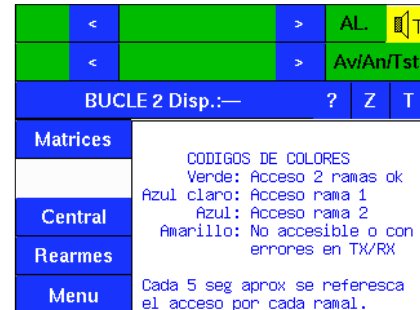 < > AL. T
< > Av/An/Tst
BUCLE 2 Disp.:— ? Z T
Matrices
Central
Rearmes
Menu
CODIGOS DE COLORES
Verde: Acceso 2 ramas ok
Azul claro: Acceso rama 1
Azul: Acceso rama 2
Amarillo: No accesible o con
errores en TX/RX
Cada 5 seg aprox se referesca
el acceso por cada ramal.